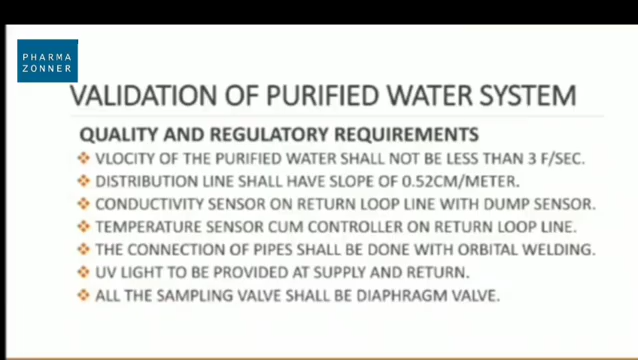 PHARMA
ZONNER
VALIDATION OF PURIFIED WATER SYSTEM
QUALITY AND REGULATORY REQUIREMENTS
❖ VLOCITY OF THE PURIFIED WATER SHALL NOT BE LESS THAN 3 F/SEC.
❖ DISTRIBUTION LINE SHALL HAVE SLOPE OF 0.52CM/METER.
❖ CONDUCTIVITY SENSOR ON RETURN LOOP LINE WITH DUMP SENSOR.
❖ TEMPERATURE SENSOR CUM CONTROLLER ON RETURN LOOP LINE.
❖ THE CONNECTION OF PIPES SHALL BE DONE WITH ORBITAL WELDING.
❖ UV LIGHT TO BE PROVIDED AT SUPPLY AND RETURN.
❖ ALL THE SAMPLING VALVE SHALL BE DIAPHRAGM VALVE.